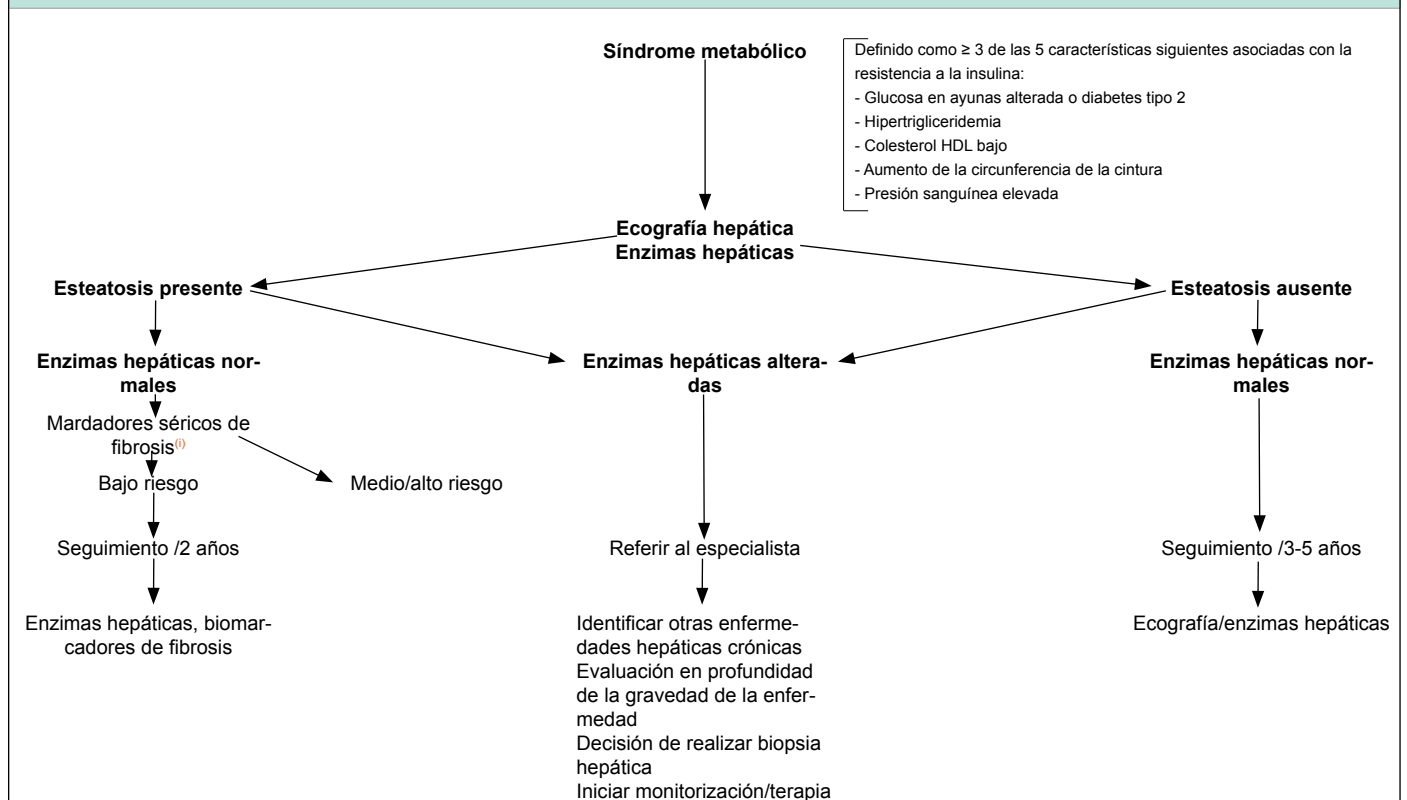 Síndrome metabólico
Definido como ≥ 3 de las 5 características siguientes asociadas con la
resistencia a la insulina:
- Glucosa en ayunas alterada o diabetes tipo 2
- Hipertrigliceridemia
- Colesterol HDL bajo
- Aumento de la circunferencia de la cintura
- Presión sanguínea elevada
Ecografía hepática
Enzimas hepáticas
Esteatosis presente
Esteatosis ausente
Enzimas hepáticas nor-
males
Enzimas hepáticas altera-
das
Enzimas hepáticas nor-
males
Mardadores séricos de
fibrosis(i)
Bajo riesgo
Medio/alto riesgo
Seguimiento /2 años
Referir al especialista
Seguimiento /3-5 años
Enzimas hepáticas, biomar-
cadores de fibrosis
Identificar otras enferme-
dades hepáticas crónicas
Evaluación en profundidad
de la gravedad de la enfer-
medad
Decisión de realizar biopsia
hepática
Iniciar monitorización/terapia
Ecografía/enzimas hepáticas